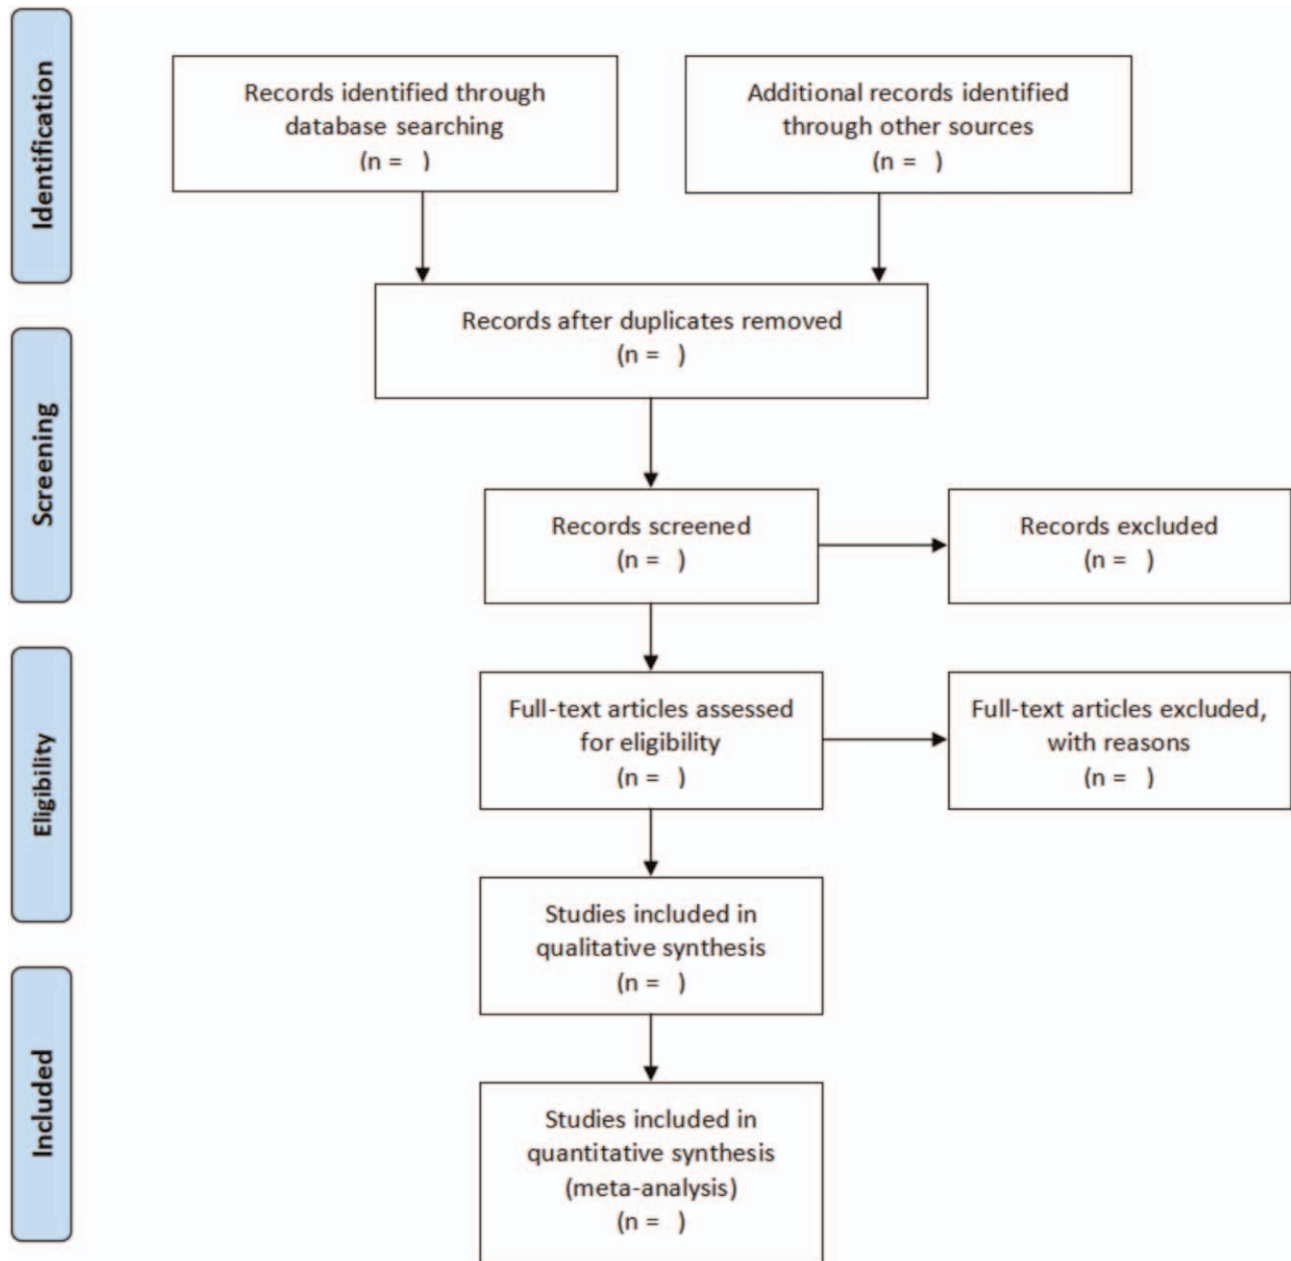 Identification
Records identified through
database searching
(n =   )
Additional records identified
through other sources
(n =   )
Records after duplicates removed
(n =   )
Screening
Records screened
(n =   )
Records excluded
(n =   )
Eligibility
Full-text articles assessed
for eligibility
(n =   )
Full-text articles excluded,
with reasons
(n =   )
Studies included in
qualitative synthesis
(n =   )
Included
Studies included in
quantitative synthesis
(meta-analysis)
(n =   )